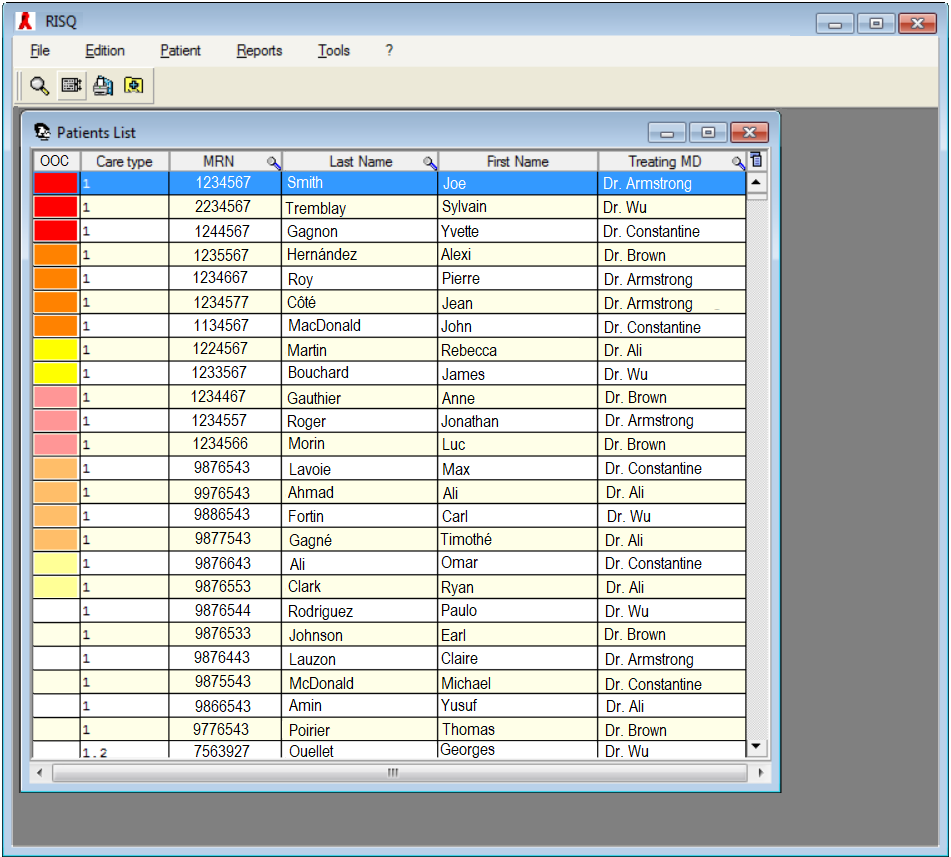 RISQ
File Edition Patient Reports Tools ?
Patients List
OOC Care type MRN Last Name First Name Treating MD
1 1234567 Smith Joe Dr. Armstrong
1 2234567 Tremblay Sylvain Dr. Wu
1 1244567 Gagnon Yvette Dr. Constantine
1 1235567 Hernández Alexi Dr. Brown
1 1234667 Roy Pierre Dr. Armstrong
1 1234577 Côté Jean Dr. Armstrong
1 1134567 MacDonald John Dr. Constantine
1 1224567 Martin Rebecca Dr. Ali
1 1233567 Bouchard James Dr. Wu
1 1234467 Gauthier Anne Dr. Brown
1 1234557 Roger Jonathan Dr. Armstrong
1 1234566 Morin Luc Dr. Brown
1 9876543 Lavoie Max Dr. Constantine
1 9976543 Ahmad Ali Dr. Ali
1 9886543 Fortin Carl Dr. Wu
1 9877543 Gagné Timothé Dr. Ali
1 9876643 Ali Omar Dr. Constantine
1 9876553 Clark Ryan Dr. Ali
1 9876544 Rodriguez Paulo Dr. Wu
1 9876533 Johnson Earl Dr. Brown
1 9876443 Lauzon Claire Dr. Armstrong
1 9875543 McDonald Michael Dr. Constantine
1 9866543 Amin Yusuf Dr. Ali
1 9776543 Poirier Thomas Dr. Brown
1.2 7563927 Ouellet Georges Dr. Wu